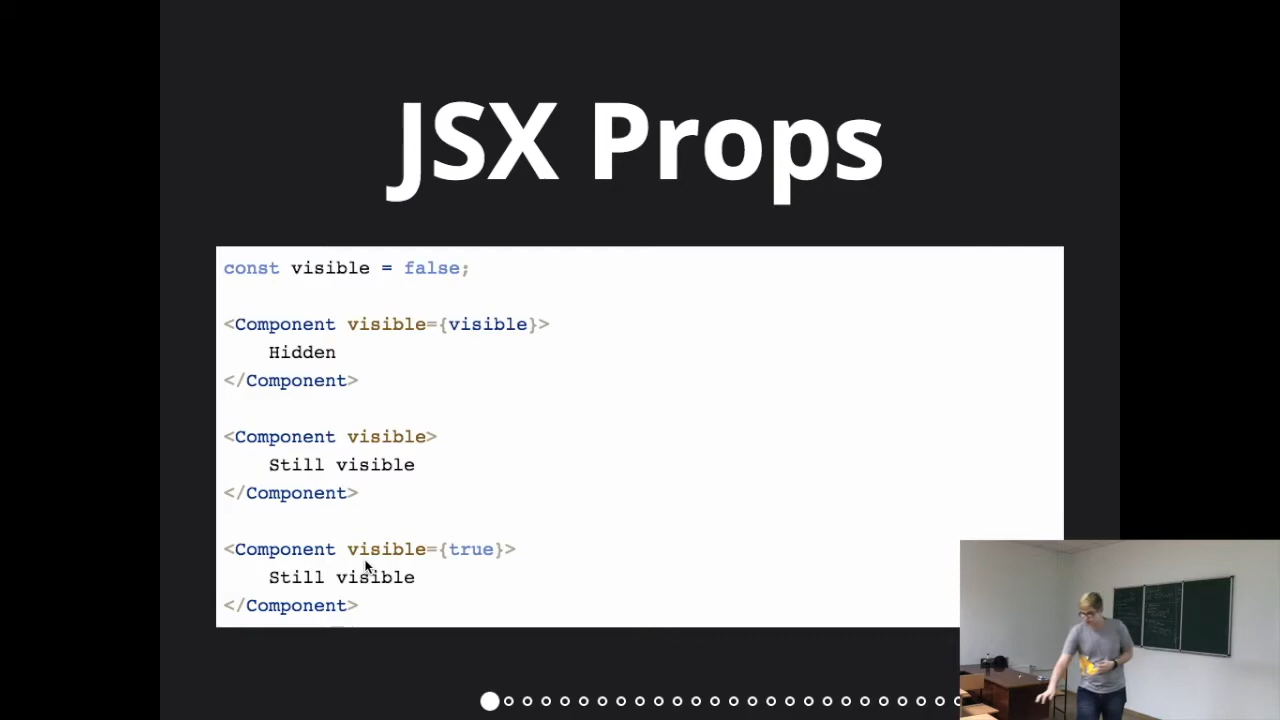 JSX Props
const visible = false;
<Component visible={visible}>
Hidden
</Component>
<Component visible>
Still visible
</Component>
<Component visible={true}>
Still visible
</Component>